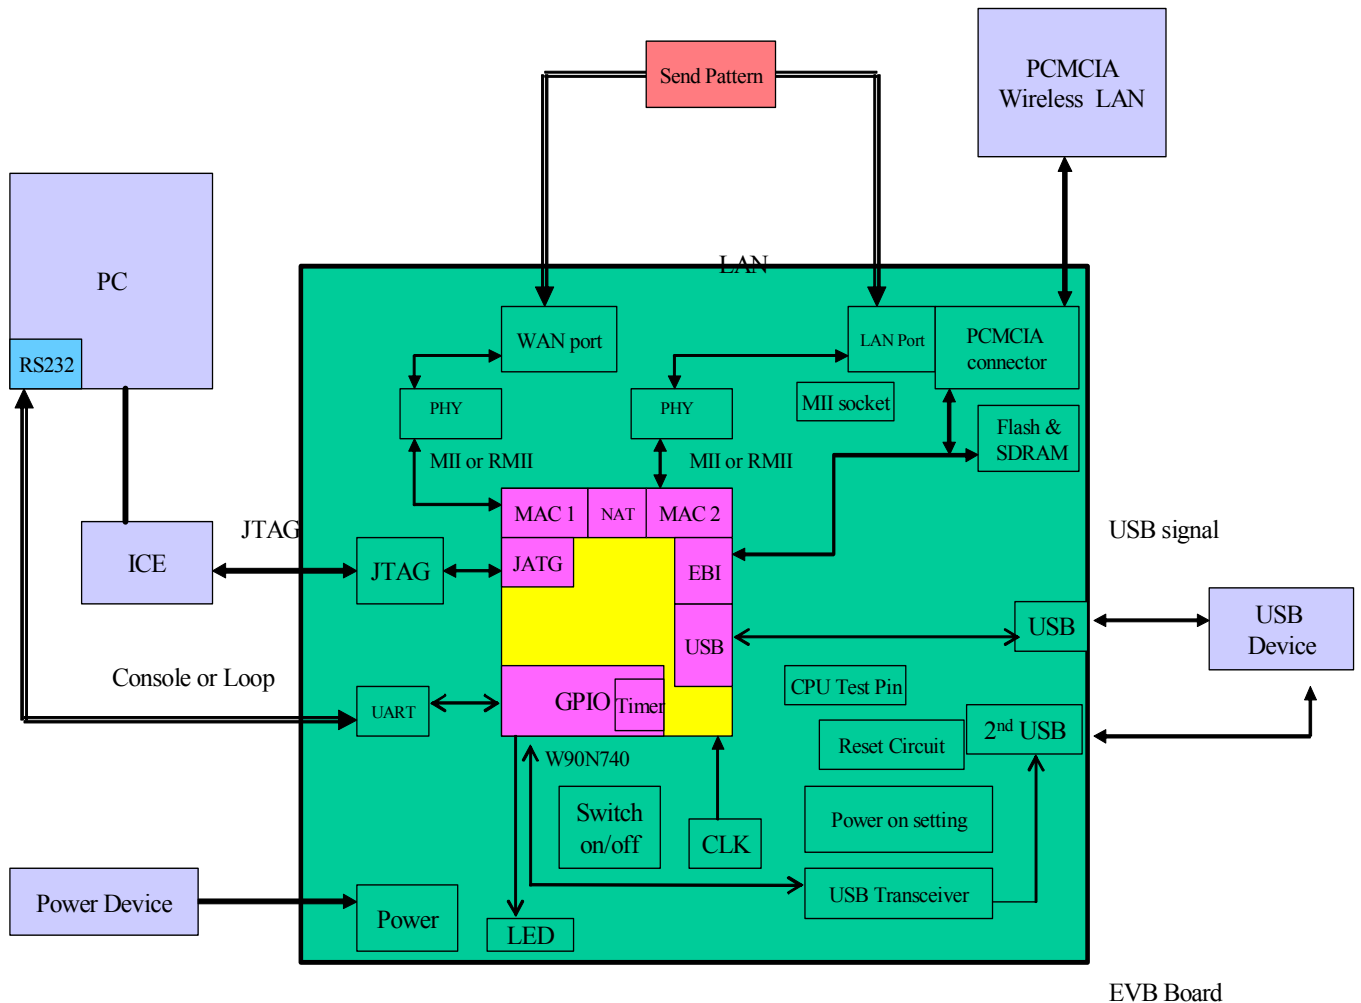 Send Pattern
PCMCIA
Wireless LAN
PC
RS232
LAN
WAN port
LAN Port
PCMCIA
connector
PHY
PHY
MII socket
Flash &
SDRAM
MII or RMII
MII or RMII
MAC 1
NAT
MAC 2
JTAG
ICE
JTAG
JATG
EBI
USB signal
USB
USB
USB
Device
Console or Loop
UART
GPIO
Timer
CPU Test Pin
2nd USB
Reset Circuit
W90N740
Switch
on/off
CLK
Power on setting
Power Device
Power
LED
USB Transceiver
EVB Board